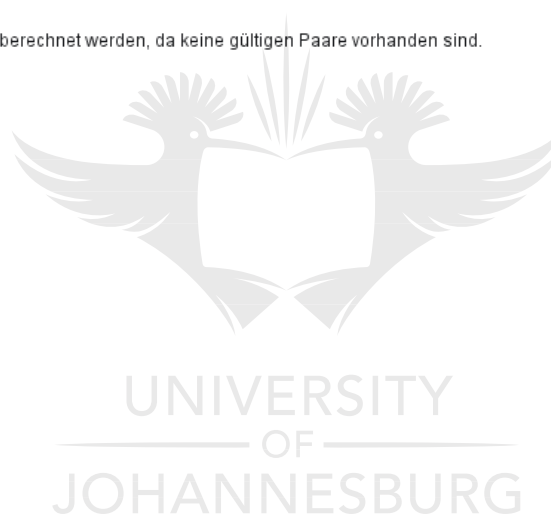 berechnet werden, da keine gültigen Paare vorhanden sind.
UNIVERSITY
OF
JOHANNESBURG